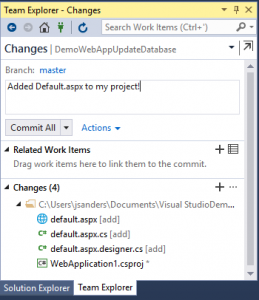 Team Explorer - Changes
Search Work Items (Ctrl+')
Changes | DemoWebAppUpdateDatabase
Branch: master
Added Default.aspx to my project!
Commit All
Actions
Related Work Items
Drag work items here to link them to the commit.
Changes (4)
C:\Users\jsanders\Documents\Visual StudioDem...
default.aspx [add]
default.aspx.cs [add]
default.aspx.designer.cs [add]
WebApplication1.csproj *
Solution Explorer
Team Explorer